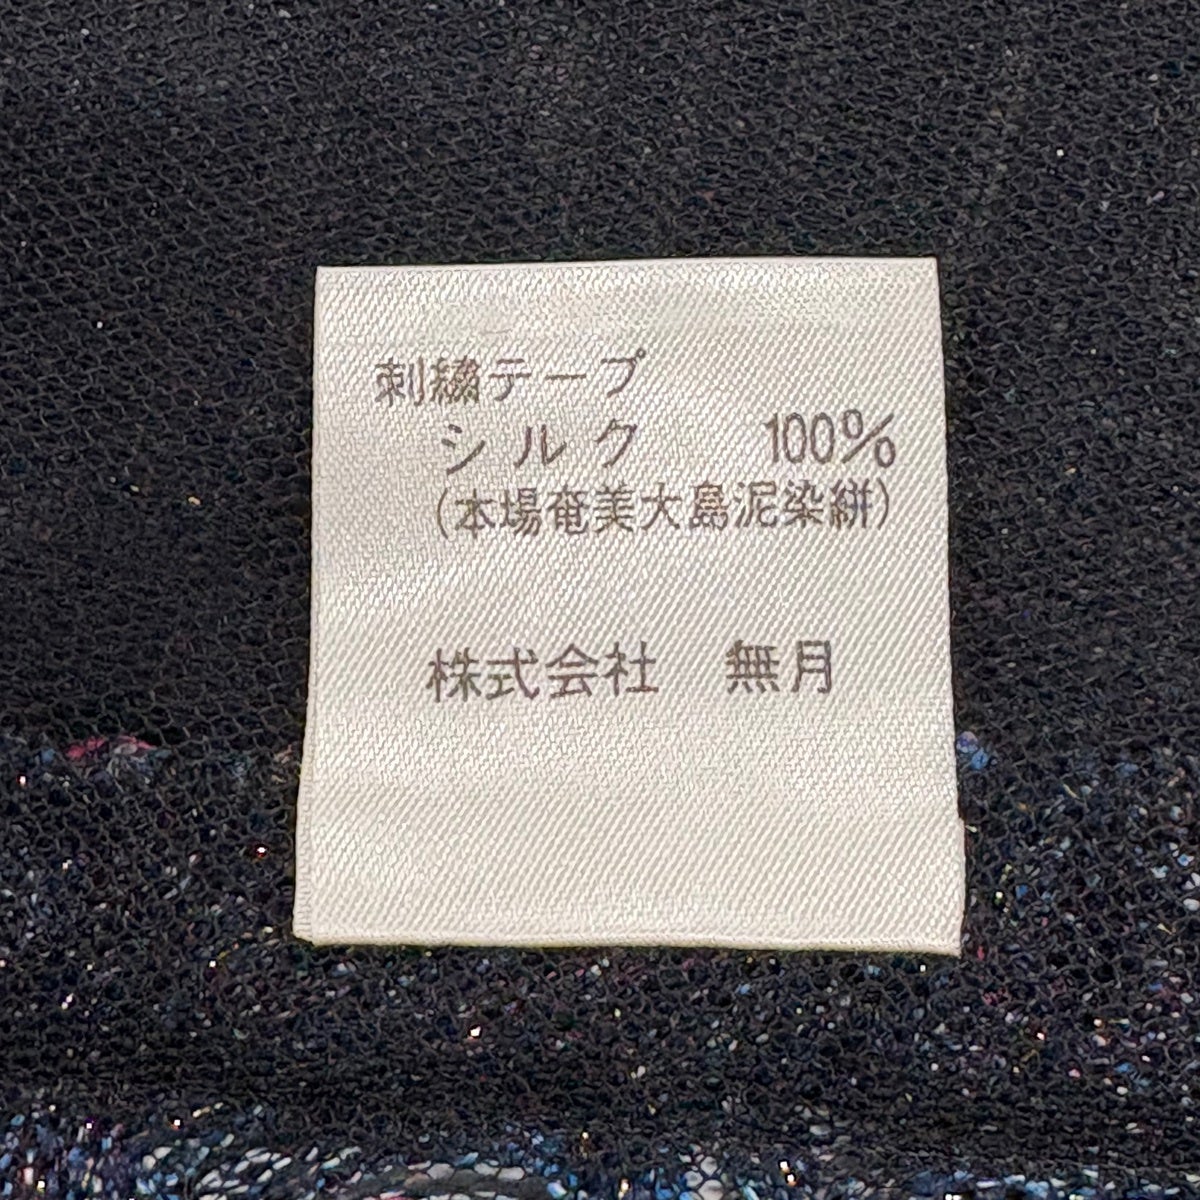 刺繍テープ
シルク 100%
(本場奄美大島泥染絣)
株式会社 無月